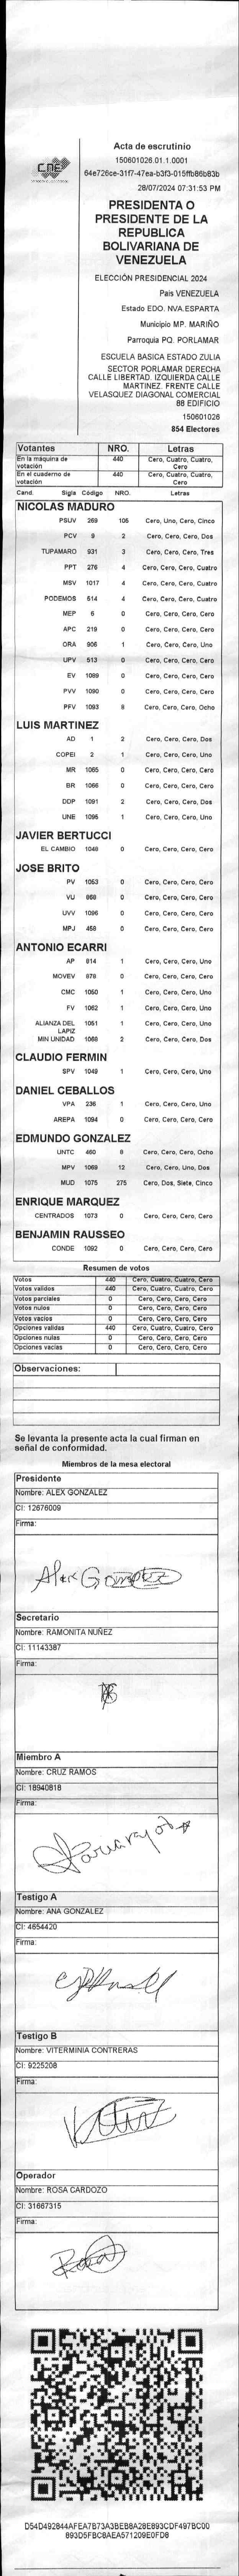 CNE
Acta de escrutinio
150601026.01.1.0001
64e726ce-31f7-47ea-b3f3-015ffb86b83b
28/07/2024 07:31:53 PM
PRESIDENTA O
PRESIDENTE DE LA
REPUBLICA
BOLIVARIANA DE
VENEZUELA
ELECCIÓN PRESIDENCIAL 2024
Pais VENEZUELA
Estado EDO. NVA.ESPARTA
Municipio MP. MARIÑO
Parroquia PQ. PORLAMAR
ESCUELA BASICA ESTADO ZULIA
SECTOR PORLAMAR DERECHA
CALLE LIBERTAD. IZQUIERDA CALLE
MARTINEZ. FRENTE CALLE
VELASQUEZ DIAGONAL COMERCIAL
88 EDIFICIO
150601026
854 Electores
Votantes NRO. Letras
En la máquina de votación 440 Cero, Cuatro, Cuatro, Cero
En el cuaderno de votación 440 Cero, Cuatro, Cuatro, Cero
Cand. Sigla Código NRO. Letras
NICOLAS MADURO
PSUV 269 105 Cero, Uno, Cero, Cinco
PCV 9 2 Cero, Cero, Cero, Dos
TUPAMARO 931 3 Cero, Cero, Cero, Tres
PPT 276 4 Cero, Cero, Cero, Cuatro
MSV 1017 4 Cero, Cero, Cero, Cuatro
PODEMOS 514 4 Cero, Cero, Cero, Cuatro
MEP 6 0 Cero, Cero, Cero, Cero
APC 219 0 Cero, Cero, Cero, Cero
ORA 906 1 Cero, Cero, Cero, Uno
UPV 513 0 Cero, Cero, Cero, Cero
EV 1089 0 Cero, Cero, Cero, Cero
PVV 1090 0 Cero, Cero, Cero, Cero
PFV 1093 8 Cero, Cero, Cero, Ocho
LUIS MARTINEZ
AD 1 2 Cero, Cero, Cero, Dos
COPEI 2 1 Cero, Cero, Cero, Uno
MR 1065 0 Cero, Cero, Cero, Cero
BR 1066 0 Cero, Cero, Cero, Cero
DDP 1091 2 Cero, Cero, Cero, Dos
UNE 1095 1 Cero, Cero, Cero, Uno
JAVIER BERTUCCI
EL CAMBIO 1048 0 Cero, Cero, Cero, Cero
JOSE BRITO
PV 1053 0 Cero, Cero, Cero, Cero
VU 868 0 Cero, Cero, Cero, Cero
UVV 1096 0 Cero, Cero, Cero, Cero
MPJ 458 0 Cero, Cero, Cero, Cero
ANTONIO ECARRI
AP 814 1 Cero, Cero, Cero, Uno
MOVEV 979 0 Cero, Cero, Cero, Cero
CMC 1050 1 Cero, Cero, Cero, Uno
FV 1062 1 Cero, Cero, Cero, Uno
ALIANZA DEL LAPIZ 1051 1 Cero, Cero, Cero, Uno
MIN UNIDAD 1068 2 Cero, Cero, Cero, Dos
CLAUDIO FERMIN
SPV 1049 1 Cero, Cero, Cero, Uno
DANIEL CEBALLOS
VPA 236 1 Cero, Cero, Cero, Uno
AREPA 1094 0 Cero, Cero, Cero, Cero
EDMUNDO GONZALEZ
UNTC 460 8 Cero, Cero, Cero, Ocho
MPV 1069 12 Cero, Cero, Uno, Dos
MUD 1075 275 Cero, Dos, Siete, Cinco
ENRIQUE MARQUEZ
CENTRADOS 1073 0 Cero, Cero, Cero, Cero
BENJAMIN RAUSSEO
CONDE 1092 0 Cero, Cero, Cero, Cero
Resumen de votos
Votos 440 Cero, Cuatro, Cuatro, Cero
Votos validos 440 Cero, Cuatro, Cuatro, Cero
Votos parciales 0 Cero, Cero, Cero, Cero
Votos nulos 0 Cero, Cero, Cero, Cero
Votos vacios 0 Cero, Cero, Cero, Cero
Opciones validas 440 Cero, Cuatro, Cuatro, Cero
Opciones nulas 0 Cero, Cero, Cero, Cero
Opciones vacias 0 Cero, Cero, Cero, Cero
Observaciones:
Se levanta la presente acta la cual firman en
señal de conformidad.
Miembros de la mesa electoral
Presidente
Nombre: ALEX GONZALEZ
CI: 12676009
Firma:
Alex González
Secretario
Nombre: RAMONITA NUÑEZ
CI: 11143387
Firma:
Miembro A
Nombre: CRUZ RAMOS
CI: 18940818
Firma:
Testigo A
Nombre: ANA GONZALEZ
CI: 4654420
Firma:
Testigo B
Nombre: VITERMINIA CONTRERAS
CI: 9225208
Firma:
Operador
Nombre: ROSA CARDOZO
CI: 31667315
Firma:
D54D492844AFEA7B73A3BEB8A28E893CDF497BC00
893D5FBC8AEA571209E0FD8